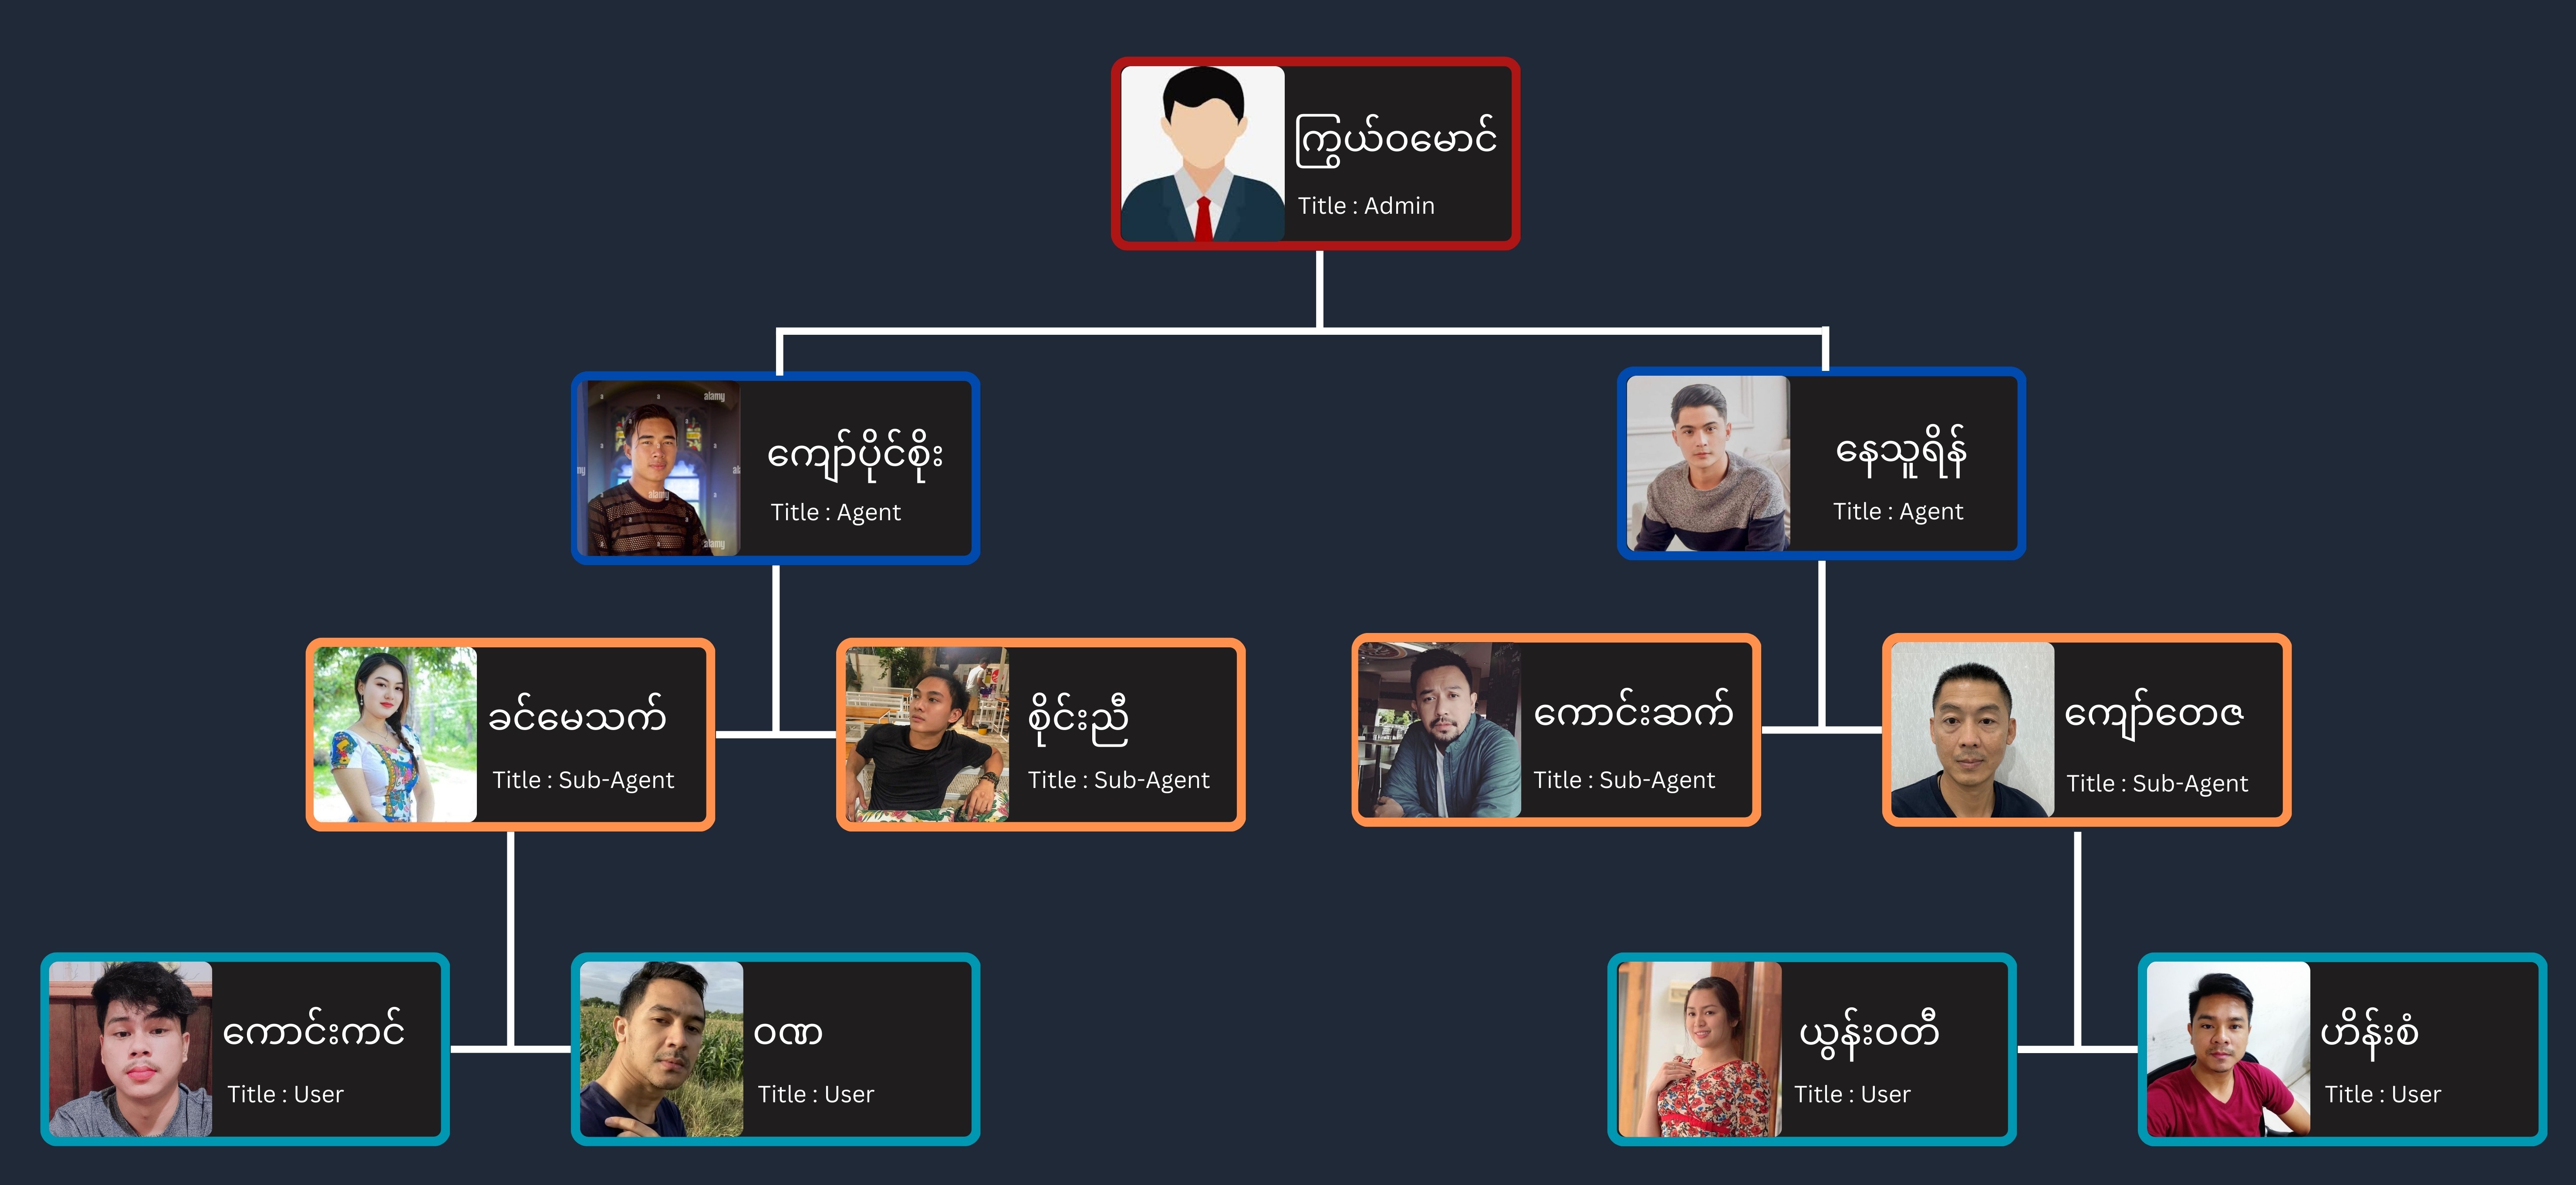 ကြွယ်ဝမောင်
Title : Admin
ကျော်ပိုင်စိုး
Title : Agent
နေသူရိန်
Title : Agent
ခင်မေသက်
Title : Sub-Agent
စိုင်းညီ
Title : Sub-Agent
ကောင်းဆက်
Title : Sub-Agent
ကျော်တေဇ
Title : Sub-Agent
ကောင်းကင်
Title : User
ဝဏ
Title : User
ယွန်းဝတီ
Title : User
ဟိန်းစံ
Title : User
alamy
alamy
alamy